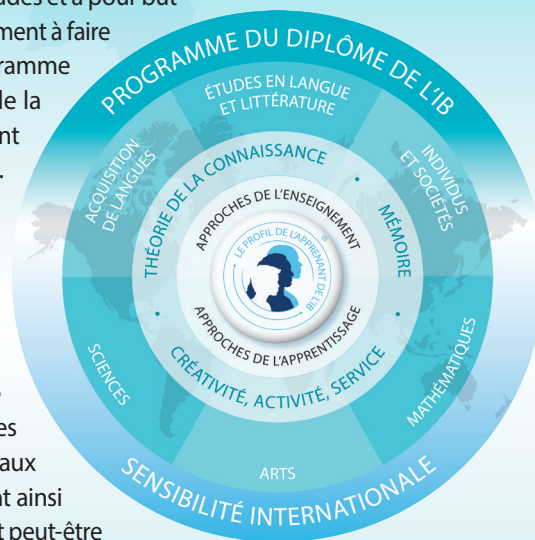 udes et a pour but
ment à faire
gramme
de la
nt
.
es
aux
nt ainsi
t peut-être
PROGRAMME DU DIPLÔME DE L'IB
ÉTUDES EN LANGUE
ET LITTÉRATURE
ACQUISITION
DE LANGUES
INDIVIDUS
ET SOCIÉTÉS
THÉORIE DE LA CONNAISSANCE
MÉMOIRE
APPROCHES DE L'ENSEIGNEMENT
LE PROFIL DE L'APPRENANT DE L'IB
®
APPROCHES DE L'APPRENTISSAGE
CRÉATIVITÉ, ACTIVITÉ, SERVICE
SCIENCES
MATHÉMATIQUES
ARTS
SENSIBILITÉ INTERNATIONALE